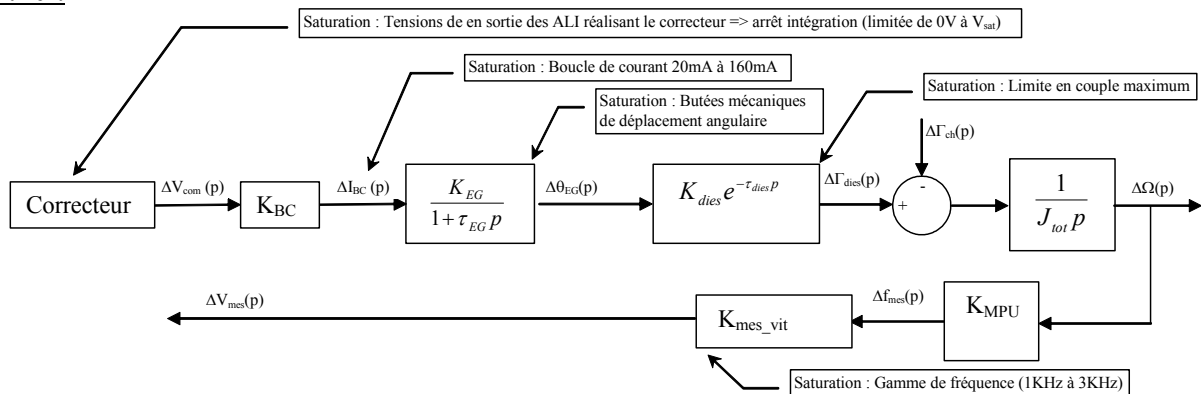 Saturation : Tensions de en sortie des ALI réalisant le correcteur => arrêt intégration (limitée de 0V à Vsat)
Saturation : Boucle de courant 20mA à 160mA
Saturation : Butées mécaniques
de déplacement angulaire
Saturation : Limite en couple maximum
Correcteur
ΔVcom (p)
KBC
ΔIBC (p)
KEG
1 + τEG p
ΔθEG(p)
Kdies e^-τdies p
ΔΓdies(p)
ΔΓch(p)
-
+
1
Jtot p
ΔΩ(p)
ΔVmes(p)
Kmes_vit
Δfmes(p)
KMPU
Saturation : Gamme de fréquence (1KHz à 3KHz)